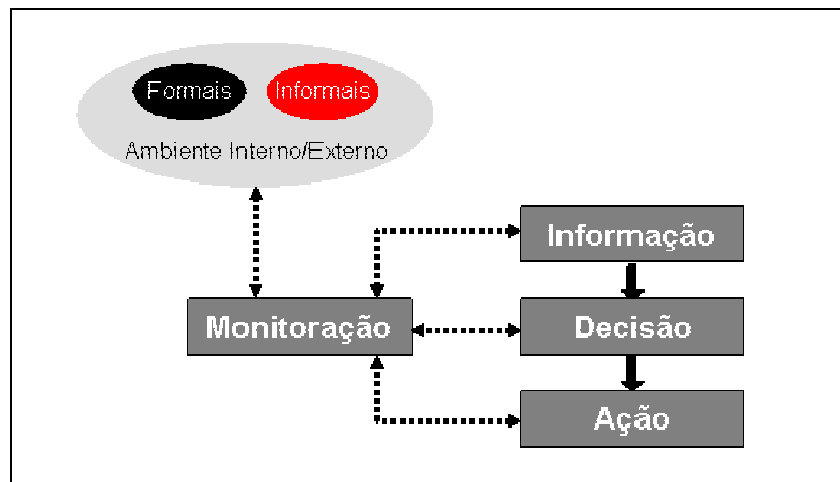 Formais
Informais
Ambiente Interno/Externo
Informação
Monitoração
Decisão
Ação